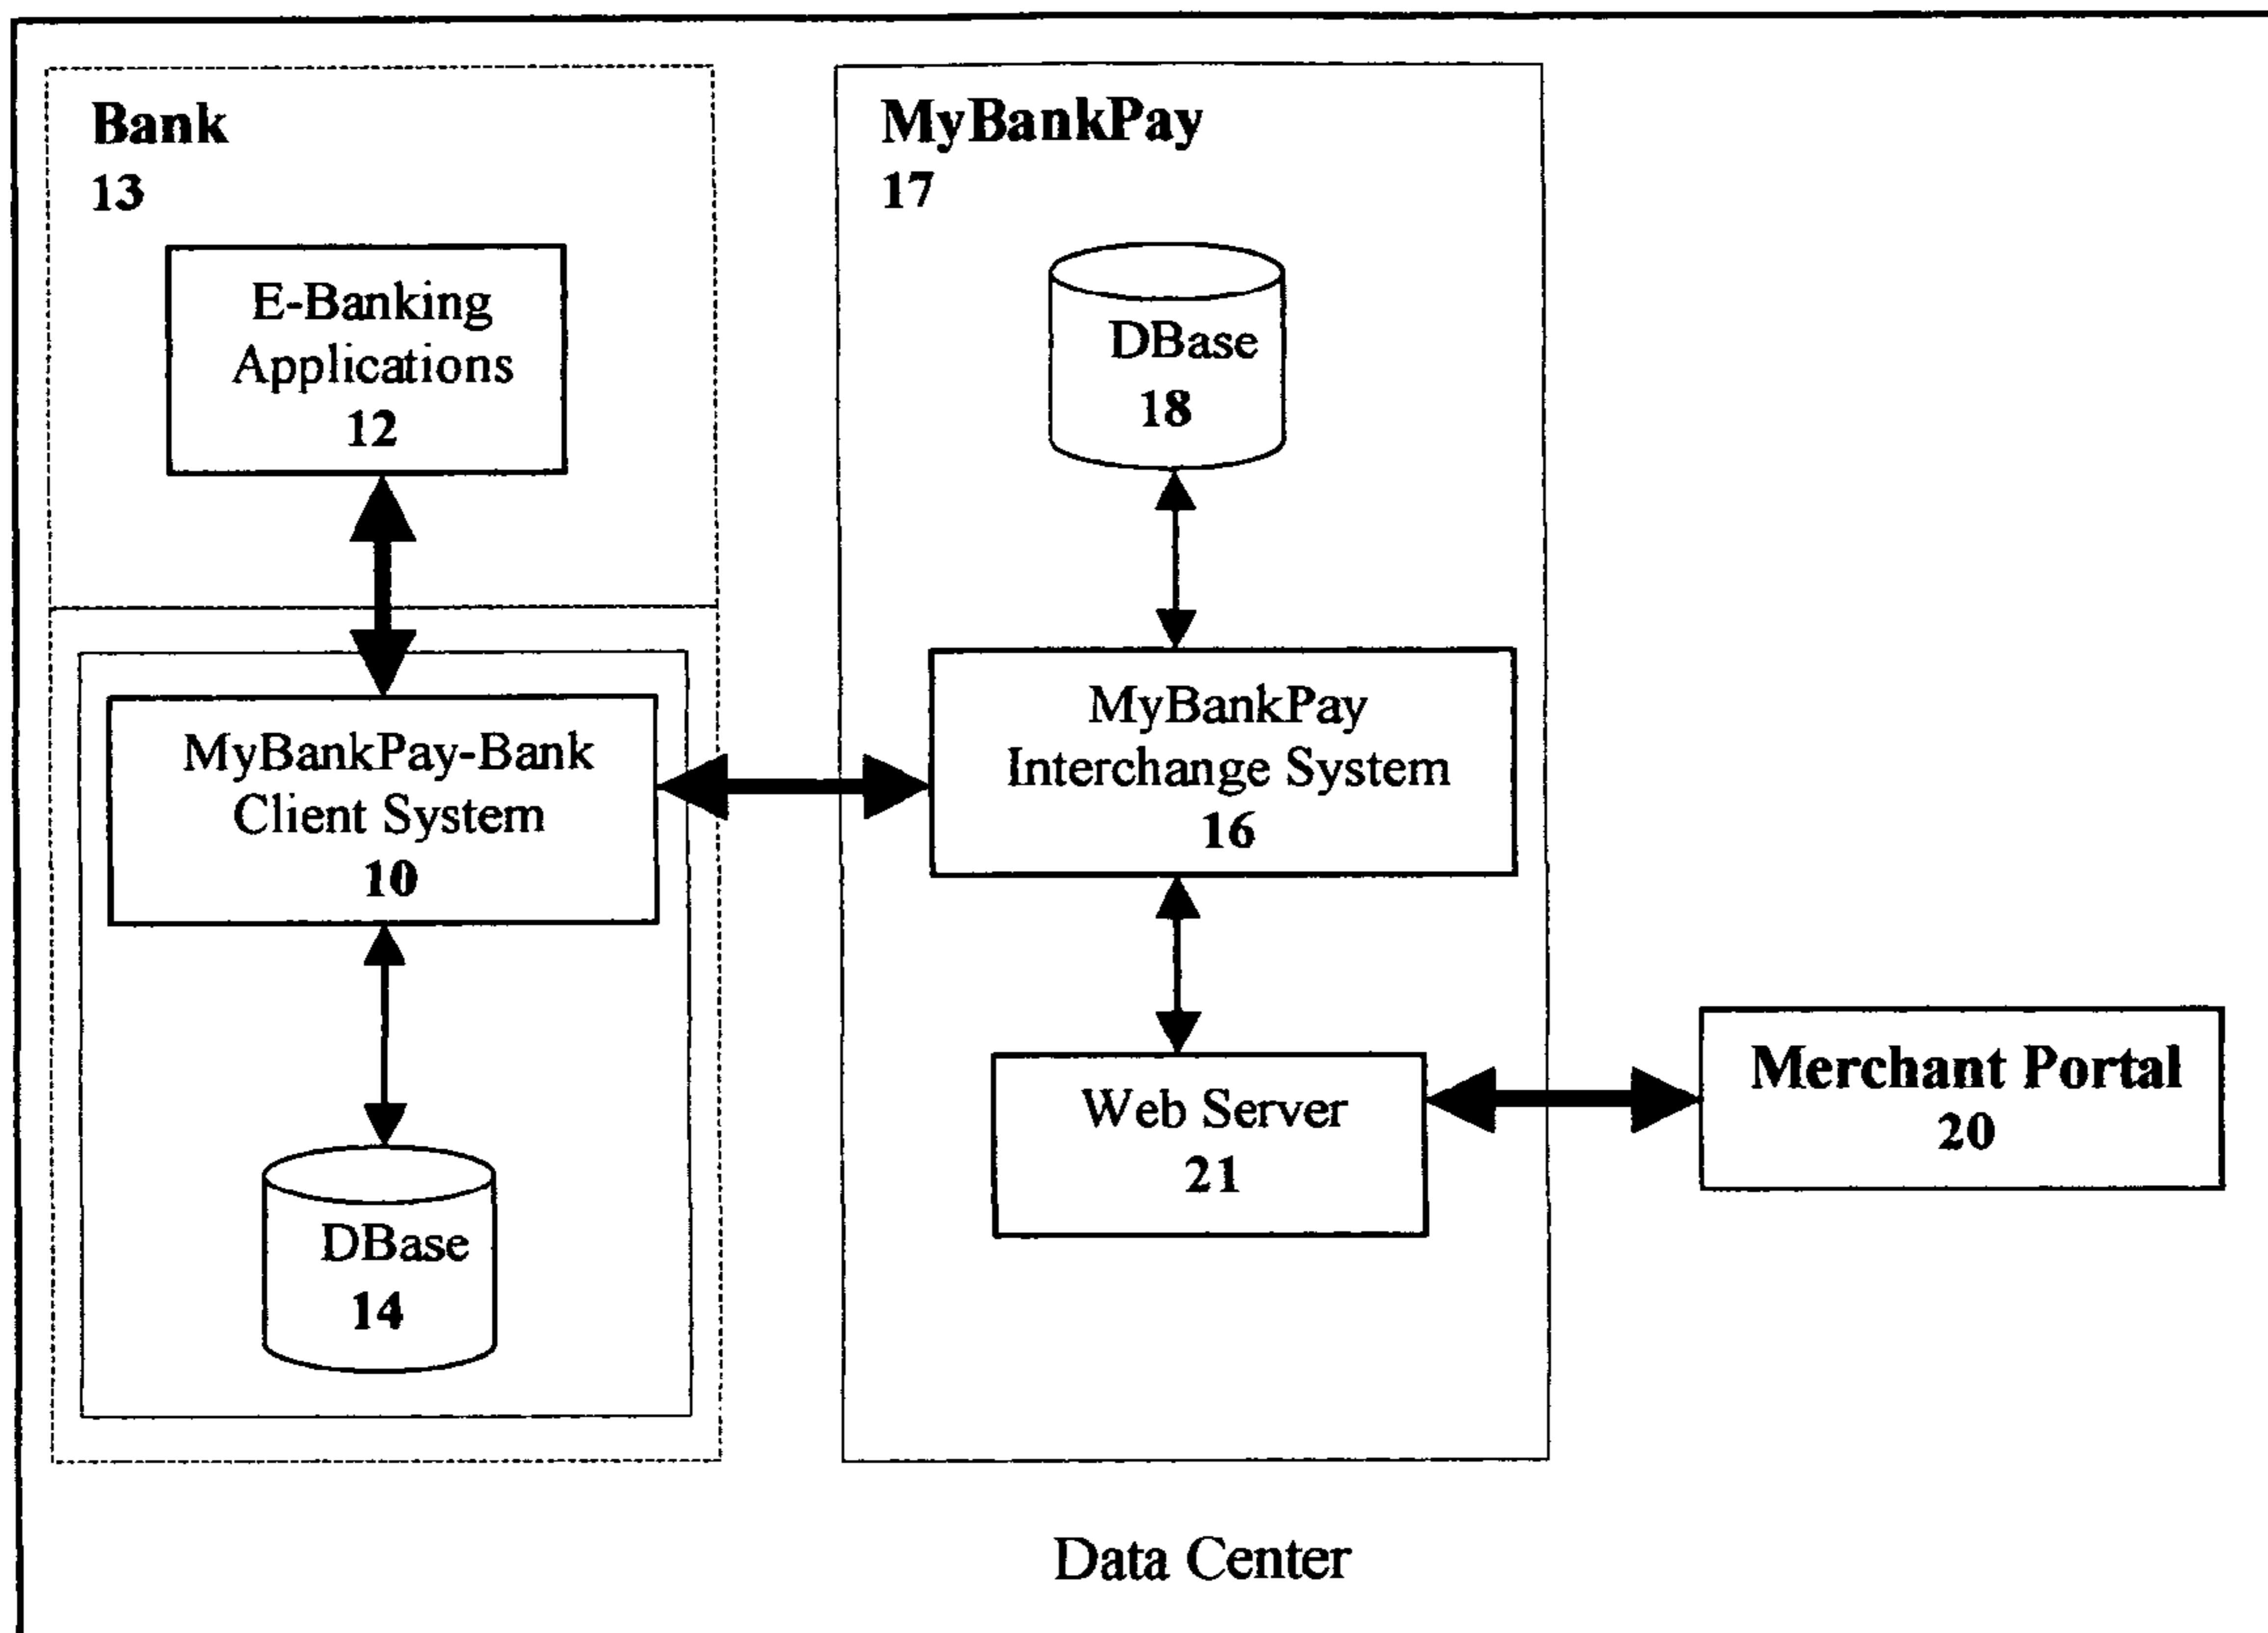 Bank
13
E-Banking
Applications
12
MyBankPay-Bank
Client System
10
DBase
14
MyBankPay
17
DBase
18
MyBankPay
Interchange System
16
Web Server
21
Merchant Portal
20
Data Center